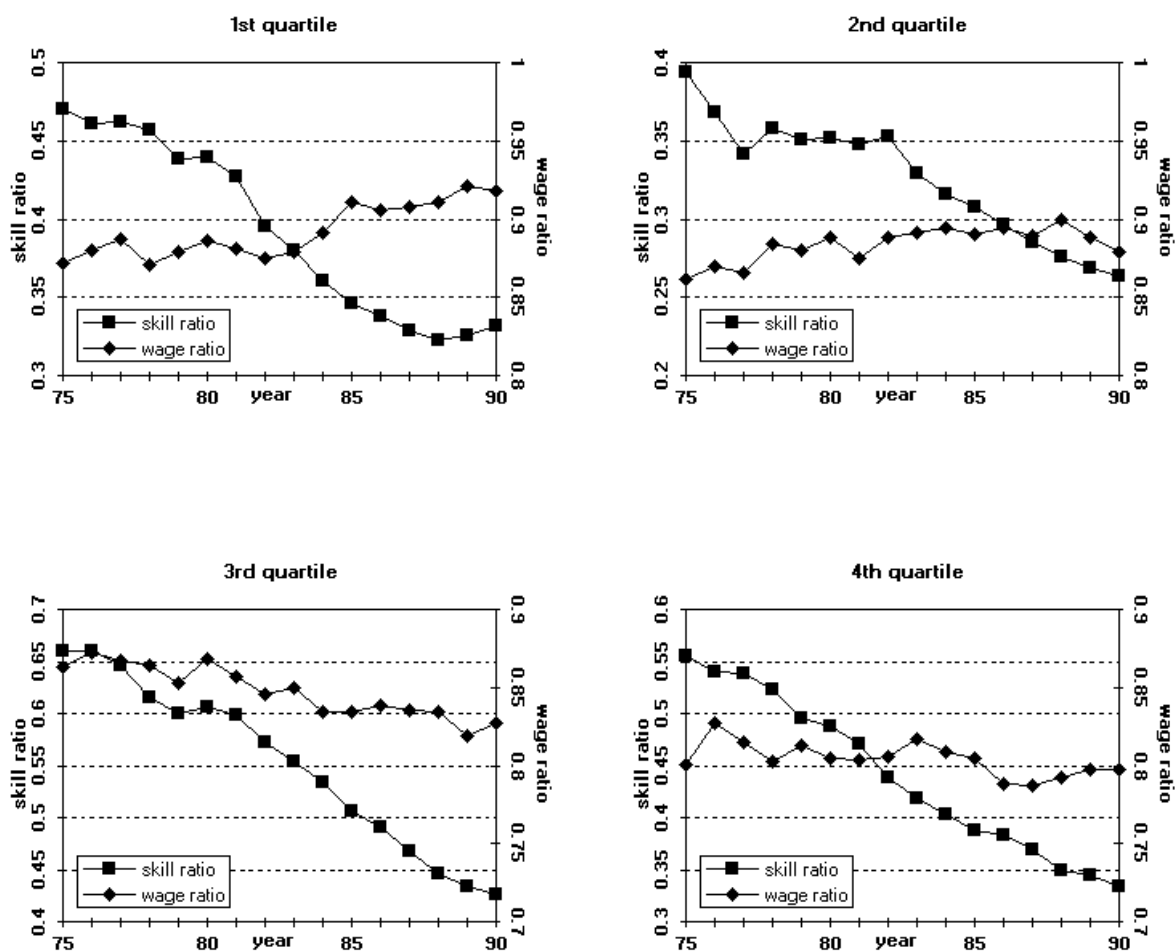 1st quartile
0.5
0.45
0.4
0.35
0.3
skill ratio
1
0.95
0.9
0.85
0.8
wage ratio
skill ratio
wage ratio
75 80 year 85 90
2nd quartile
0.4
0.35
0.3
0.25
0.2
skill ratio
1
0.95
0.9
0.85
0.8
wage ratio
skill ratio
wage ratio
75 80 year 85 90
3rd quartile
0.7
0.65
0.6
0.55
0.5
0.45
0.4
skill ratio
0.9
0.85
0.8
0.75
0.7
wage ratio
skill ratio
wage ratio
75 80 year 85 90
4th quartile
0.6
0.55
0.5
0.45
0.4
0.35
0.3
skill ratio
0.9
0.85
0.8
0.75
0.7
wage ratio
skill ratio
wage ratio
75 80 year 85 90